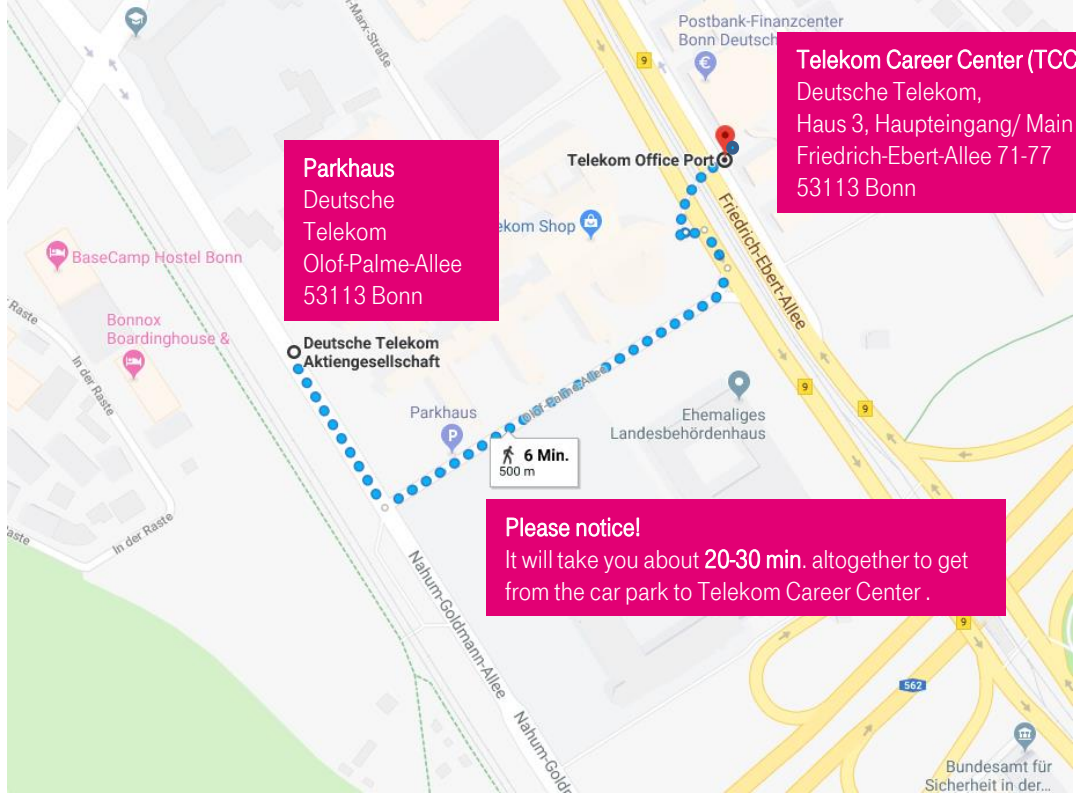 -Marx-Straße
Postbank-Finanzcenter
Bonn Deutsch
9
Telekom Career Center (TCC
Deutsche Telekom,
Haus 3, Haupteingang/ Main
Friedrich-Ebert-Allee 71-77
53113 Bonn
Parkhaus
Deutsche
Telekom
Olof-Palme-Allee
53113 Bonn
Telekom Office Port
ekom Shop
Friedrich-Ebert-Allee
BaseCamp Hostel Bonn
Raste
Bonnox
Boardinghouse &
In der Raste
Deutsche Telekom
Aktiengesellschaft
Parkhaus
P
Olof-Palme-Allee
9
9
Ehemaliges
Landesbehördenhaus
6 Min.
500 m
aste
In der Raste
Please notice!
It will take you about 20-30 min. altogether to get
from the car park to Telekom Career Center .
9
Nahum-Goldmann-Allee
562
Nahum-Gold
Bundesamt für
Sicherheit in der...